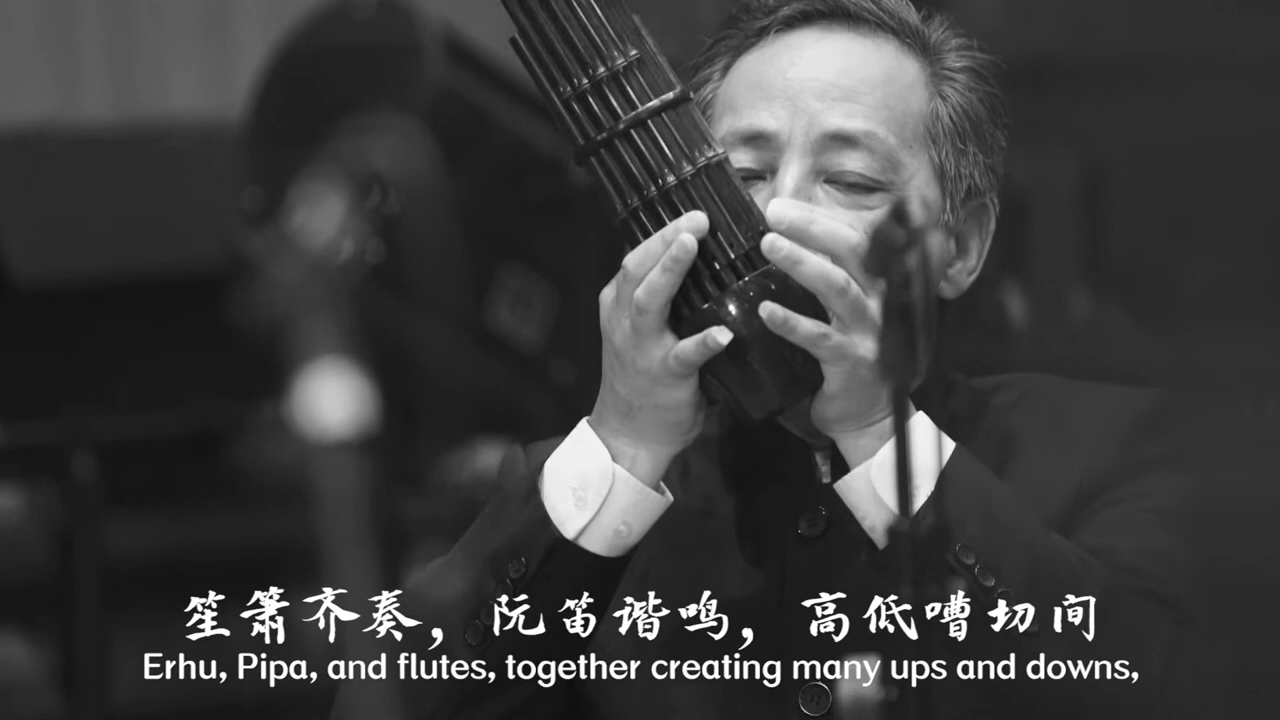 笙箫齐奏，阮笛谐鸣，高低嘈切间
Erhu, Pipa, and flutes, together creating many ups and downs,